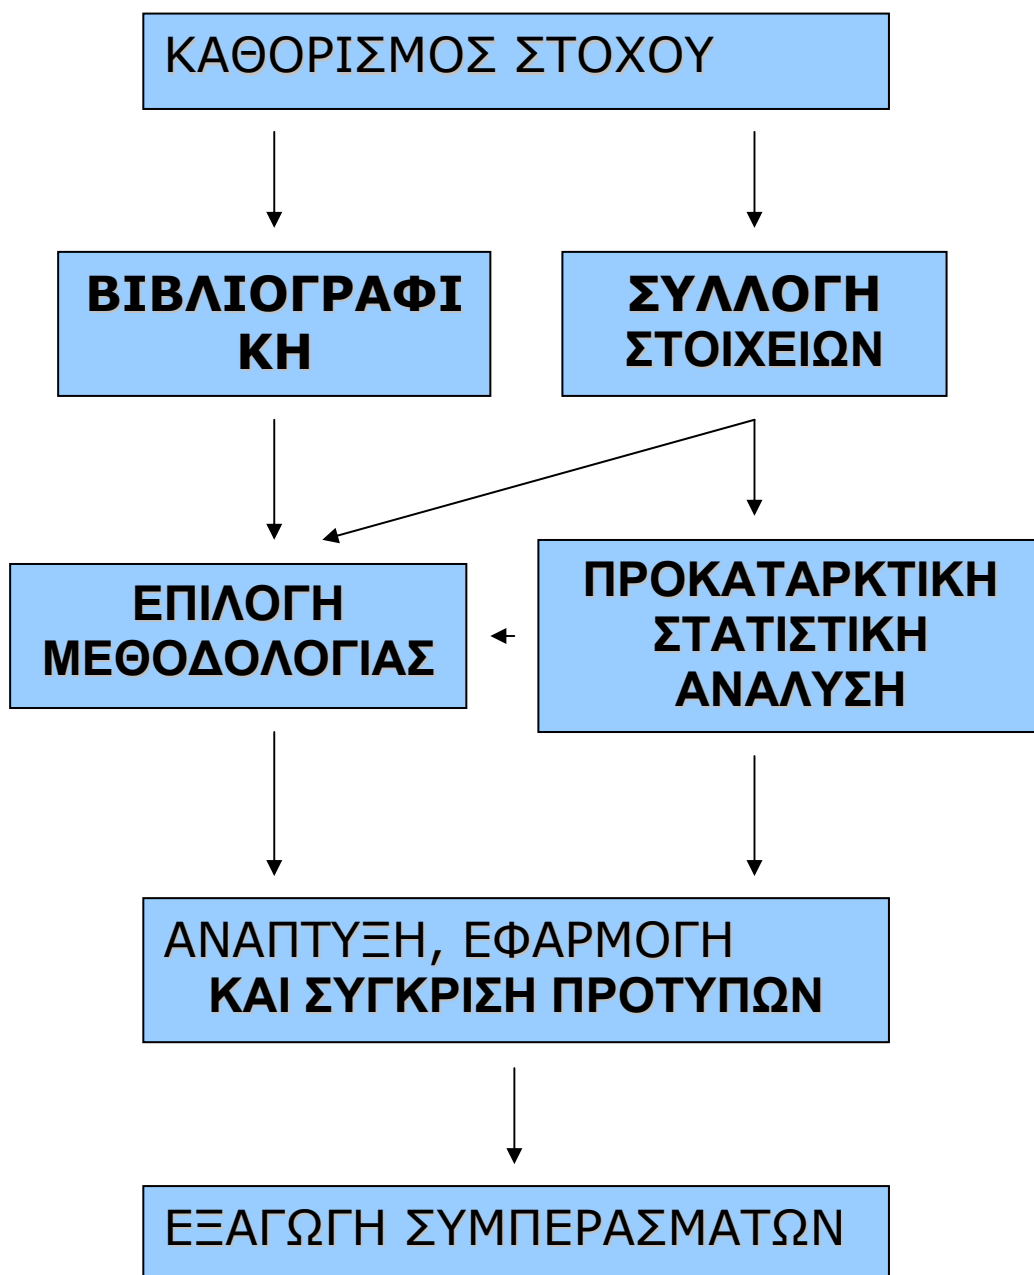 ΚΑΘΟΡΙΣΜΟΣ ΣΤΟΧΟΥ
ΒΙΒΛΙΟΓΡΑΦΙ
ΚΗ
ΣΥΛΛΟΓΗ
ΣΤΟΙΧΕΙΩΝ
ΕΠΙΛΟΓΗ
ΜΕΘΟΔΟΛΟΓΙΑΣ
ΠΡΟΚΑΤΑΡΚΤΙΚΗ
ΣΤΑΤΙΣΤΙΚΗ
ΑΝΑΛΥΣΗ
ΑΝΑΠΤΥΞΗ, ΕΦΑΡΜΟΓΗ
ΚΑΙ ΣΥΓΚΡΙΣΗ ΠΡΟΤΥΠΩΝ
ΕΞΑΓΩΓΗ ΣΥΜΠΕΡΑΣΜΑΤΩΝ